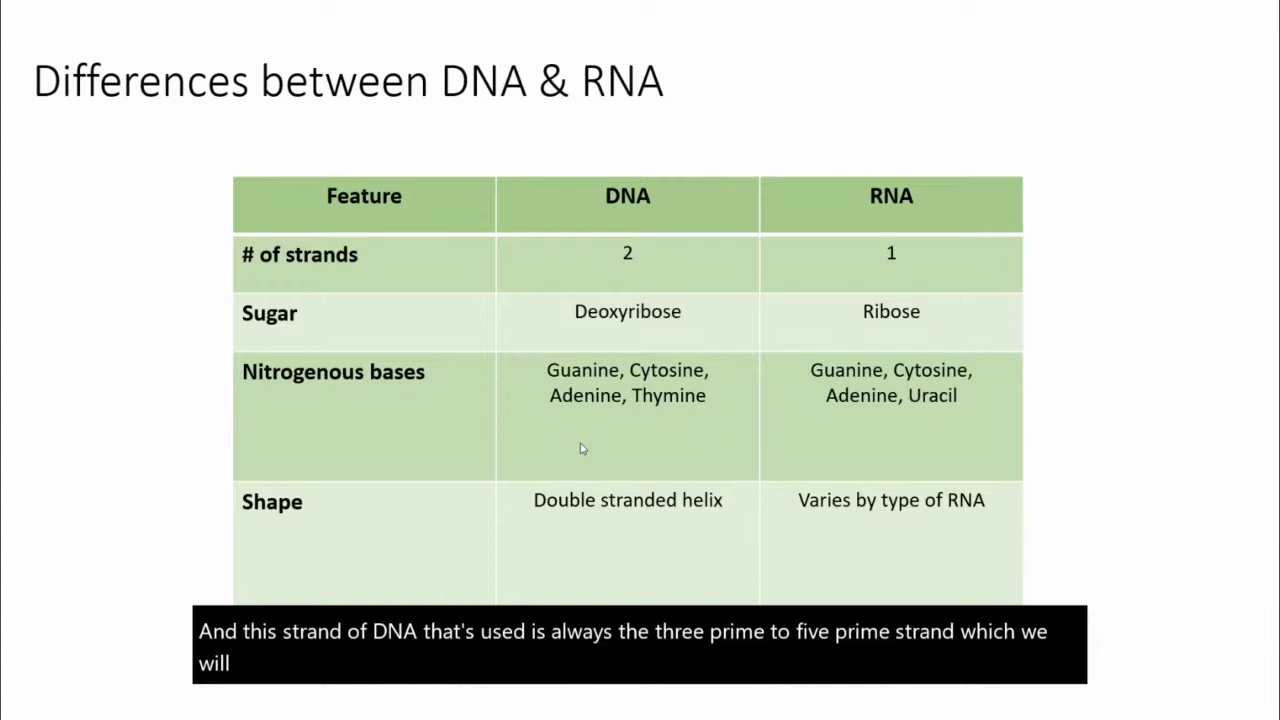 Differences between DNA & RNA
Feature DNA RNA
# of strands 2 1
Sugar Deoxyribose Ribose
Nitrogenous bases Guanine, Cytosine, Guanine, Cytosine,
Adenine, Thymine Adenine, Uracil
Shape Double stranded helix Varies by type of RNA
And this strand of DNA that's used is always the three prime to five prime strand which we
will